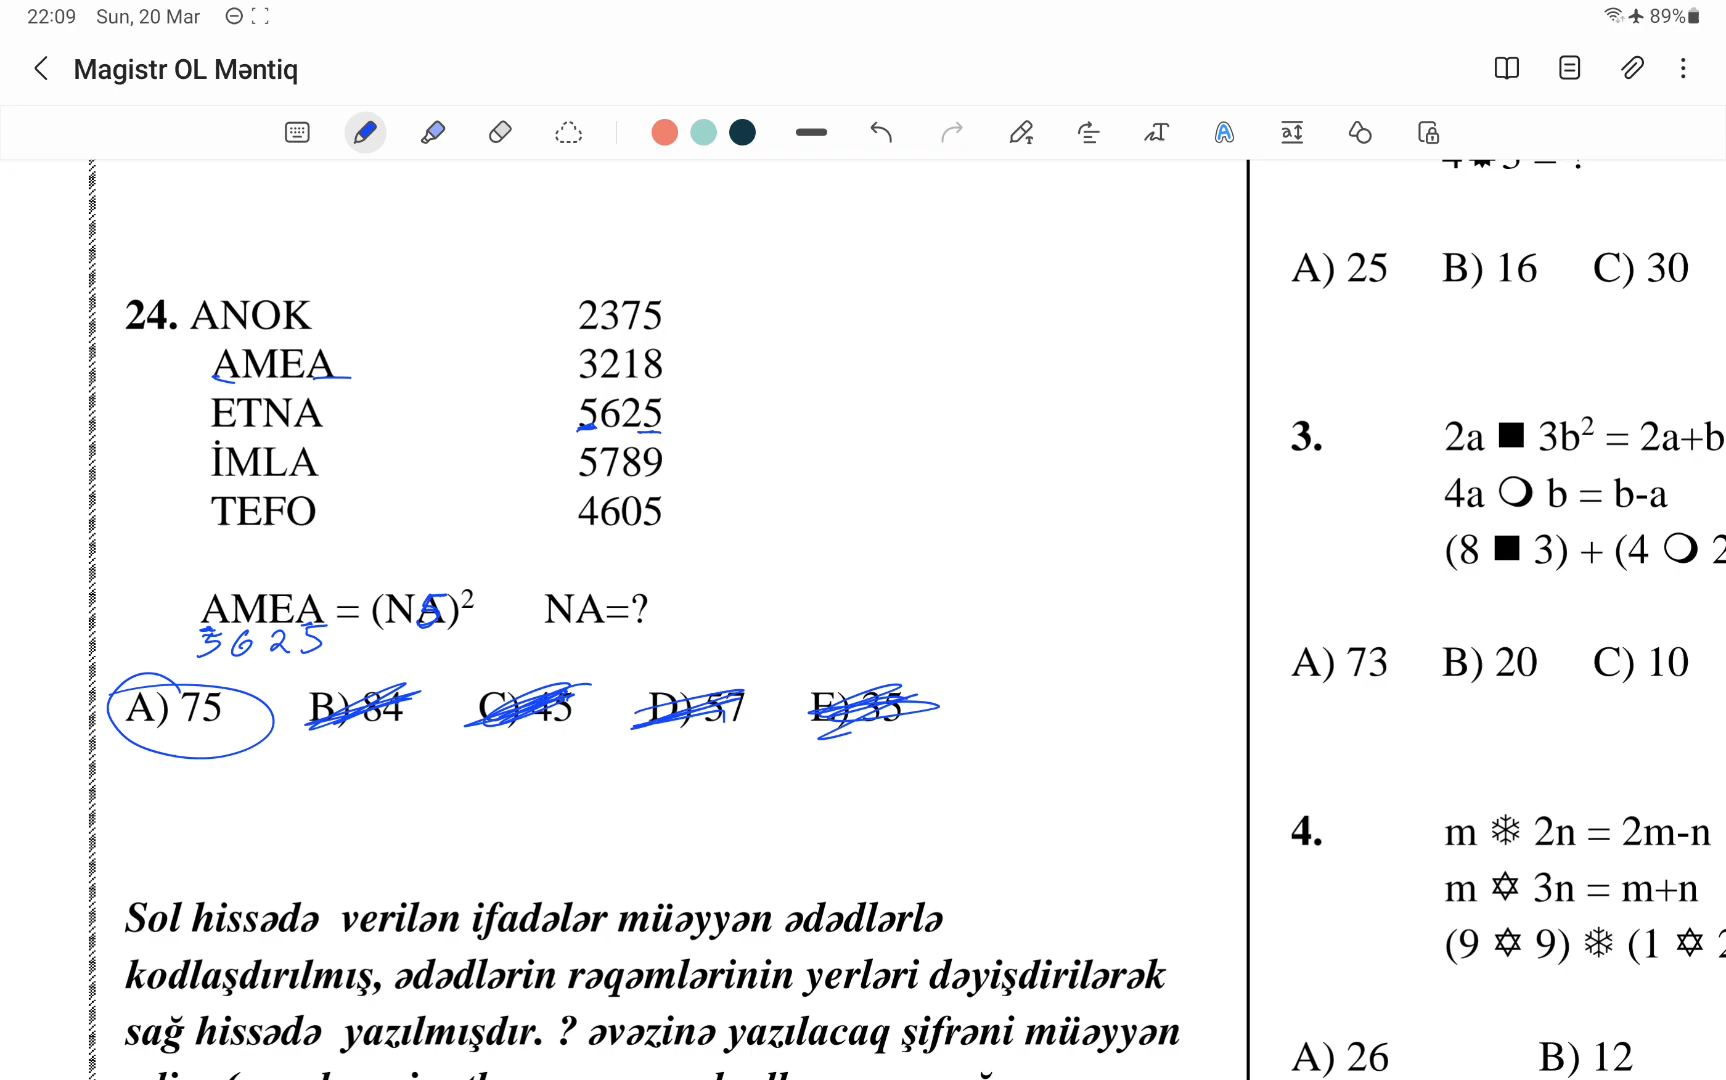 22:09 Sun, 20 Mar
89%
Magistr OL Məntiq
24. ANOK 2375
AMEA 3218
ETNA 5625
İMLA 5789
TEFO 4605
AMEA = (NA)² NA=?
5
5625
A) 75 B) 84 C) 45 D) 57 E) 35
Sol hissədə verilən ifadələr müəyyən ədədlərlə
kodlaşdırılmış, ədədlərin rəqəmlərinin yerləri dəyişdirilərək
sağ hissədə yazılmışdır. ? əvəzinə yazılacaq şifrəni müəyyən
A) 25 B) 16 C) 30
3. 2a ■ 3b² = 2a+b
4a ❍ b = b-a
(8 ■ 3) + (4 ❍ 2
A) 73 B) 20 C) 10
4. m ❄ 2n = 2m-n
m ✡ 3n = m+n
(9 ✡ 9) ❄ (1 ✡ 2
A) 26 B) 12